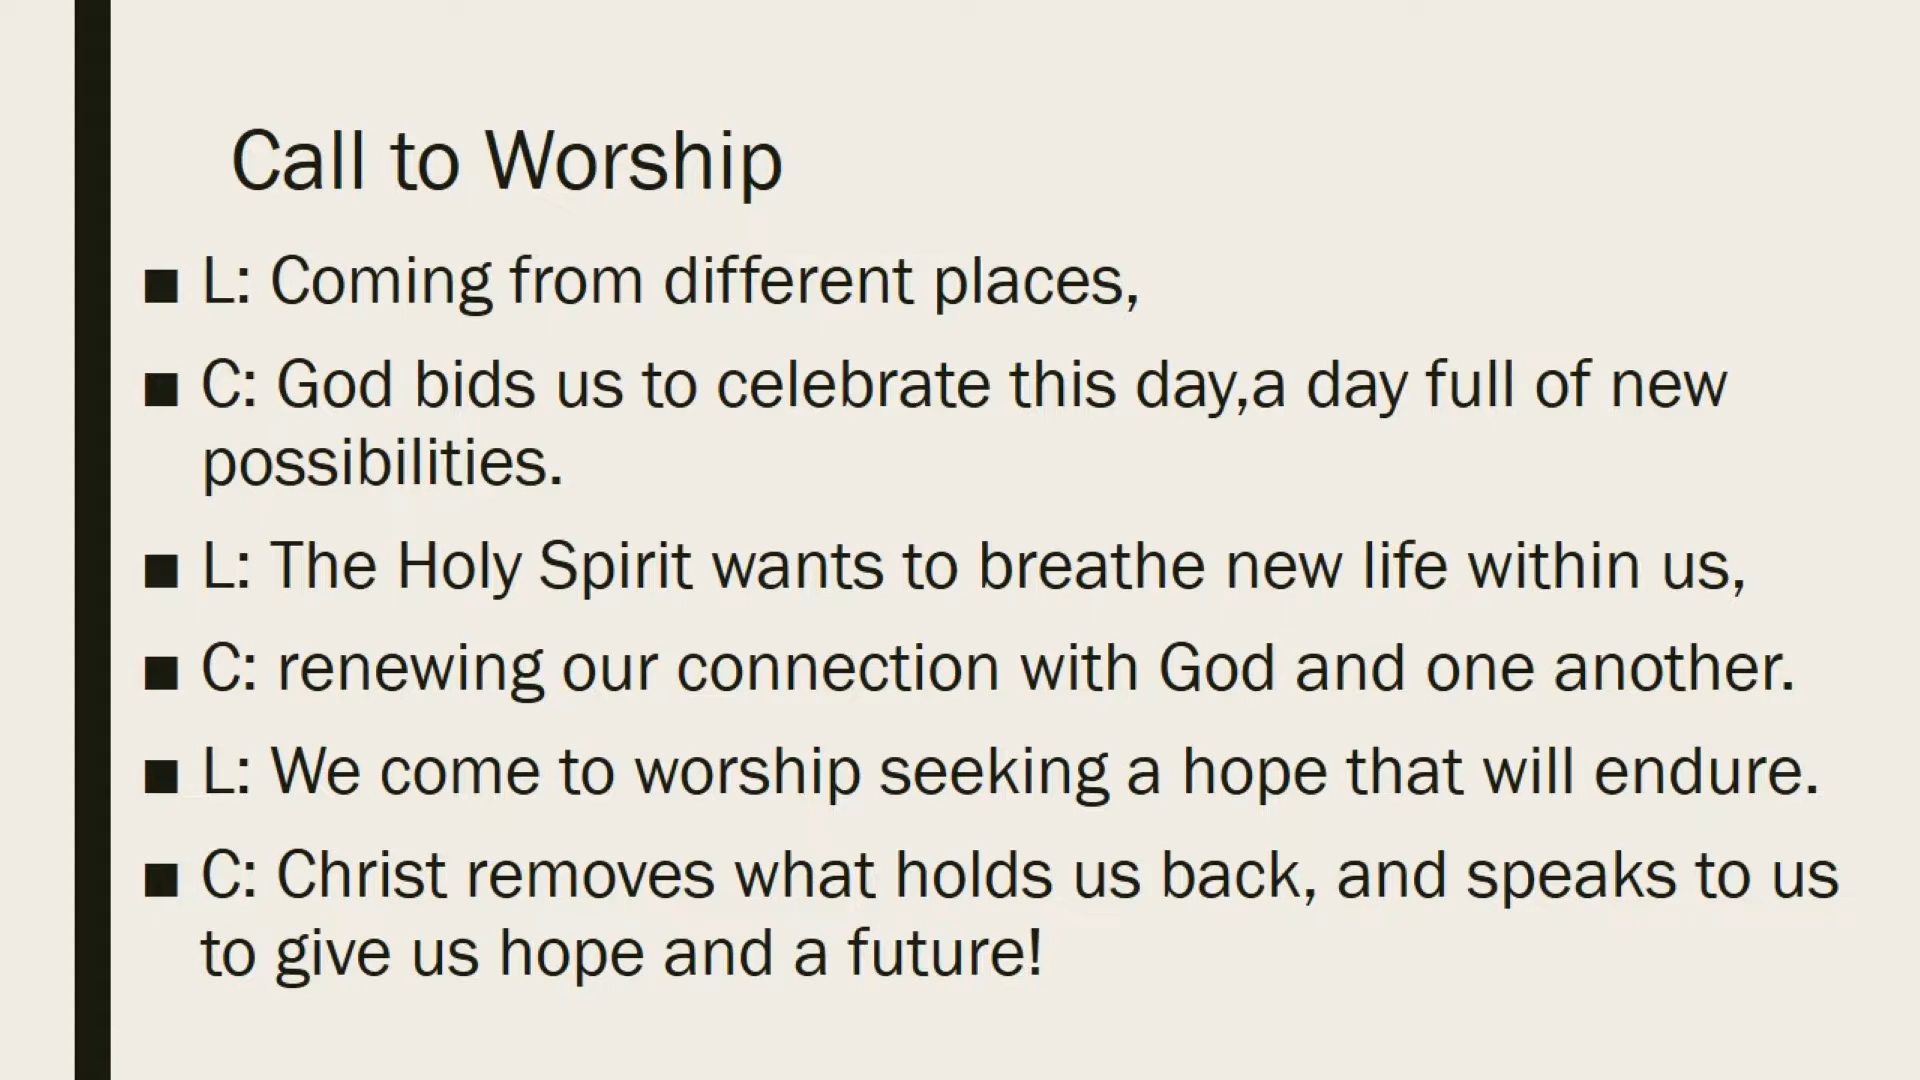 Call to Worship
■ L: Coming from different places,
■ C: God bids us to celebrate this day,a day full of new
possibilities.
■ L: The Holy Spirit wants to breathe new life within us,
■ C: renewing our connection with God and one another.
■ L: We come to worship seeking a hope that will endure.
■ C: Christ removes what holds us back, and speaks to us
to give us hope and a future!